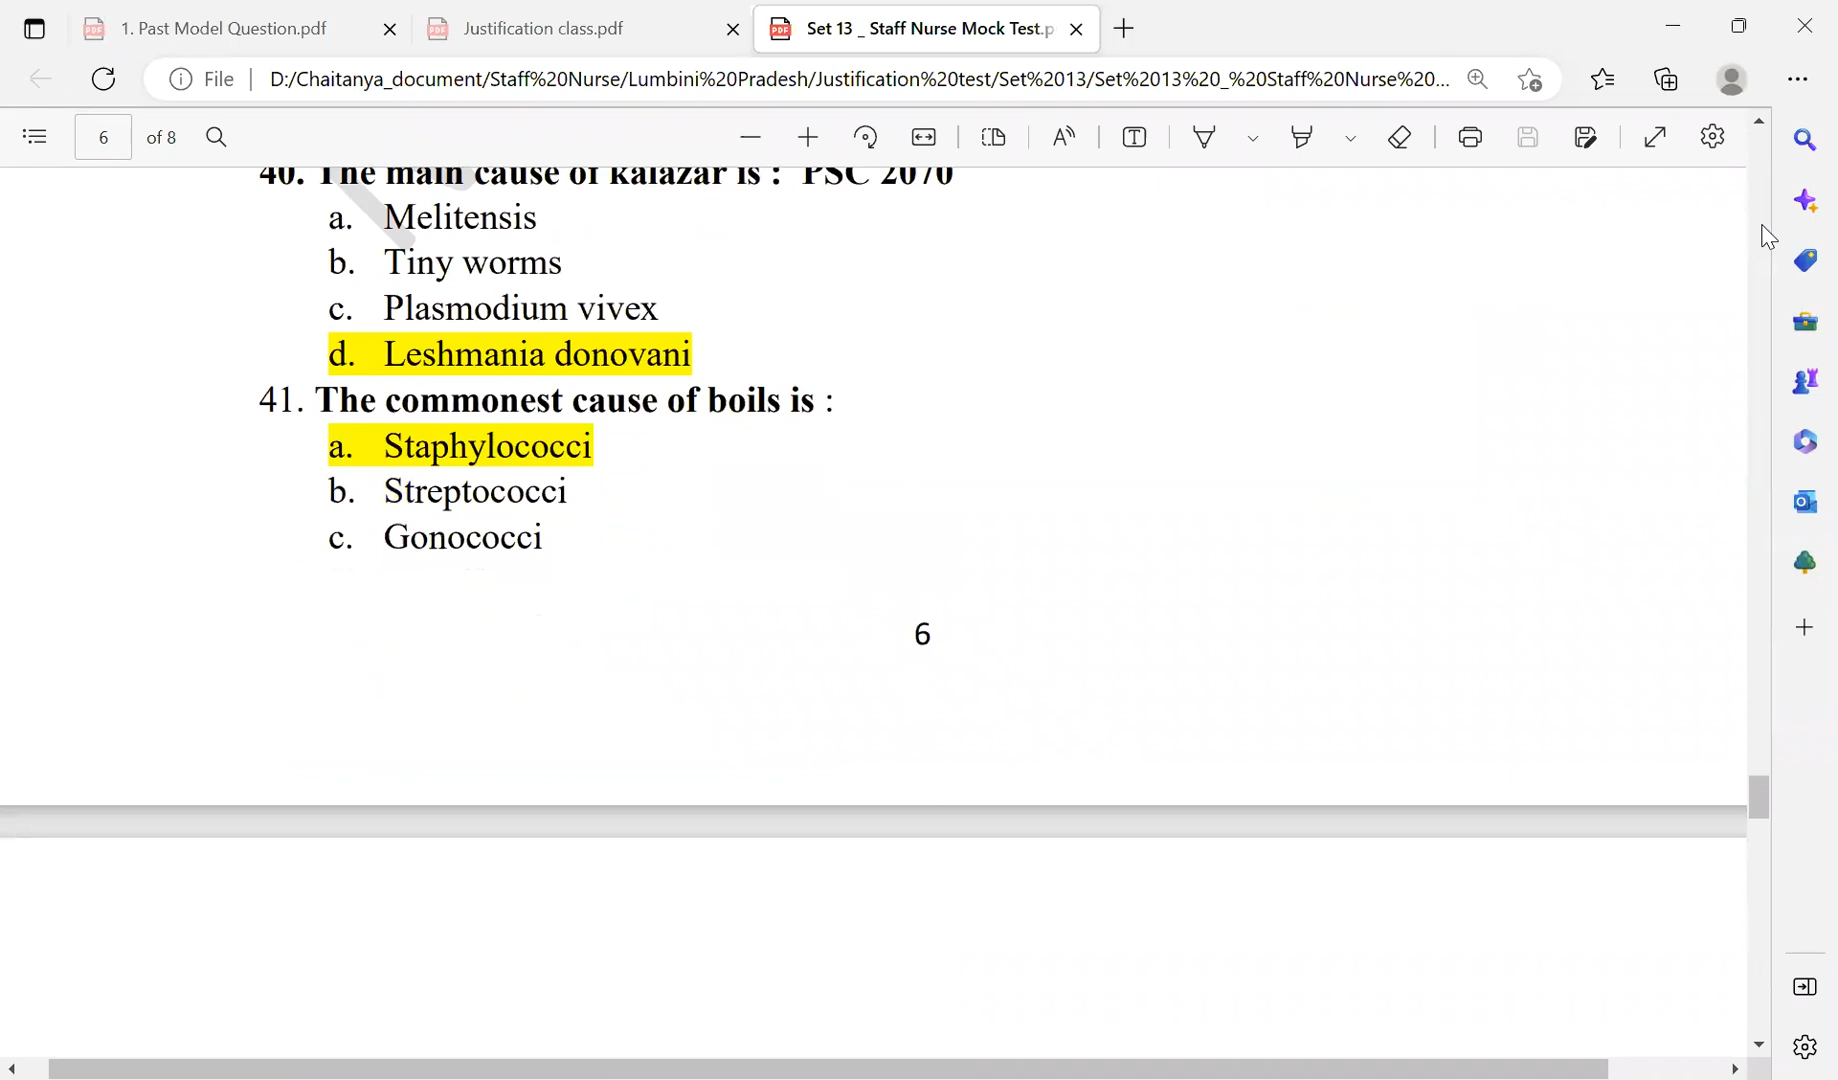 1. Past Model Question.pdf
Justification class.pdf
Set 13 _ Staff Nurse Mock Test.p
File
D:/Chaitanya_document/Staff%20Nurse/Lumbini%20Pradesh/Justification%20test/Set%2013/Set%2013%20_%20Staff%20Nurse%20...
6 of 8
40. The main cause of kalazar is : PSC 2070
a. Melitensis
b. Tiny worms
c. Plasmodium vivex
d. Leshmania donovani
41. The commonest cause of boils is :
a. Staphylococci
b. Streptococci
c. Gonococci
6